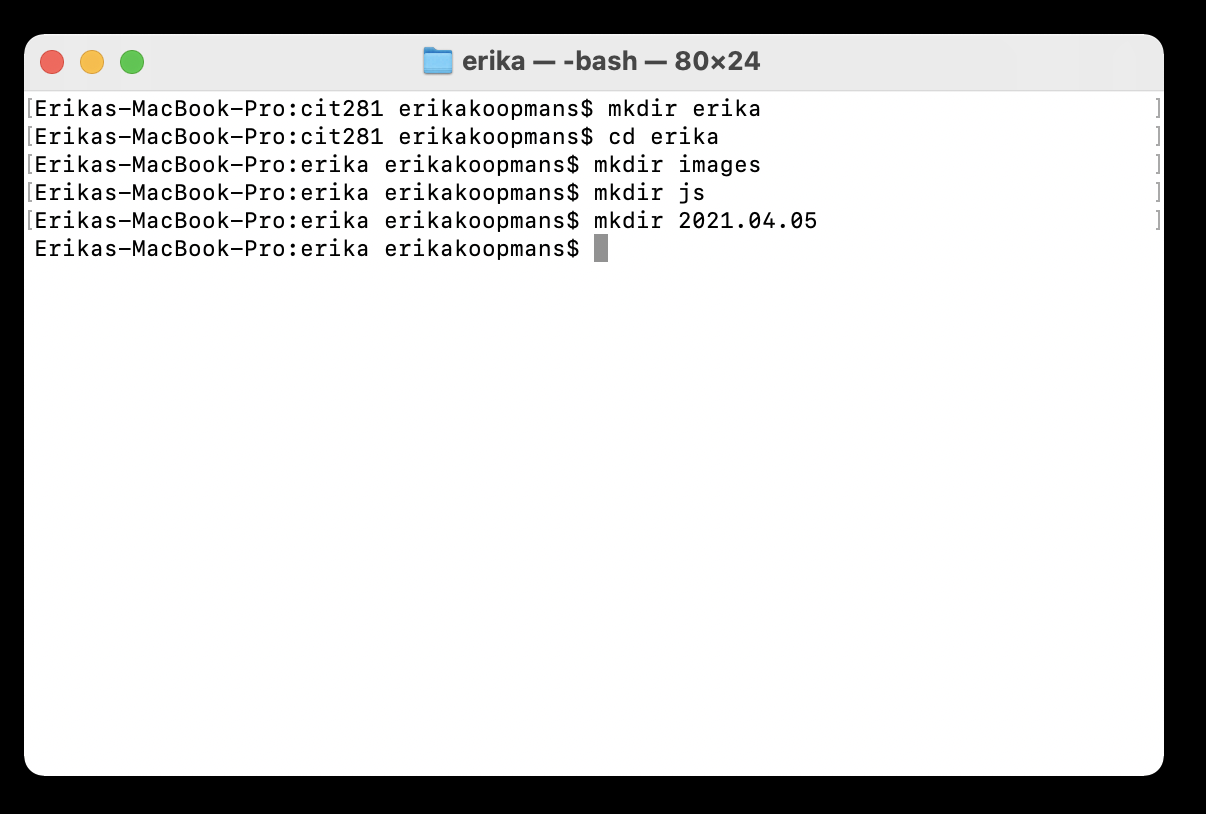 erika — -bash — 80×24
[Erikas-MacBook-Pro:cit281 erikakoopmans$ mkdir erika ]
[Erikas-MacBook-Pro:cit281 erikakoopmans$ cd erika ]
[Erikas-MacBook-Pro:erika erikakoopmans$ mkdir images ]
[Erikas-MacBook-Pro:erika erikakoopmans$ mkdir js ]
[Erikas-MacBook-Pro:erika erikakoopmans$ mkdir 2021.04.05 ]
Erikas-MacBook-Pro:erika erikakoopmans$